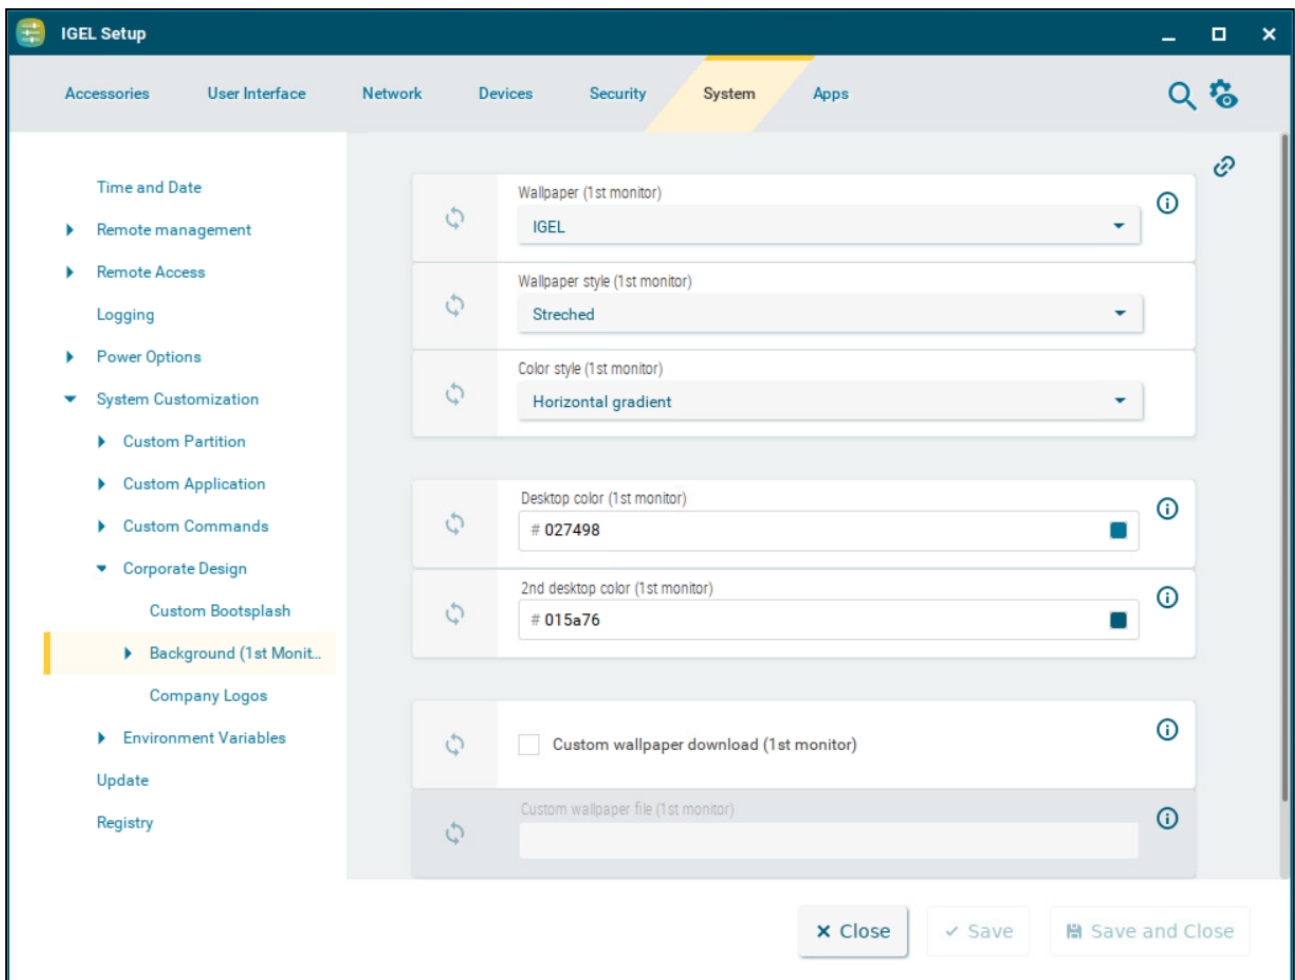 IGEL Setup
Accessories User Interface Network Devices Security System Apps
Time and Date
Remote management
Remote Access
Logging
Power Options
System Customization
Custom Partition
Custom Application
Custom Commands
Corporate Design
Custom Bootsplash
Background (1st Monit...
Company Logos
Environment Variables
Update
Registry
Wallpaper (1st monitor)
IGEL
Wallpaper style (1st monitor)
Streched
Color style (1st monitor)
Horizontal gradient
Desktop color (1st monitor)
# 027498
2nd desktop color (1st monitor)
# 015a76
Custom wallpaper download (1st monitor)
Custom wallpaper file (1st monitor)
Close Save Save and Close